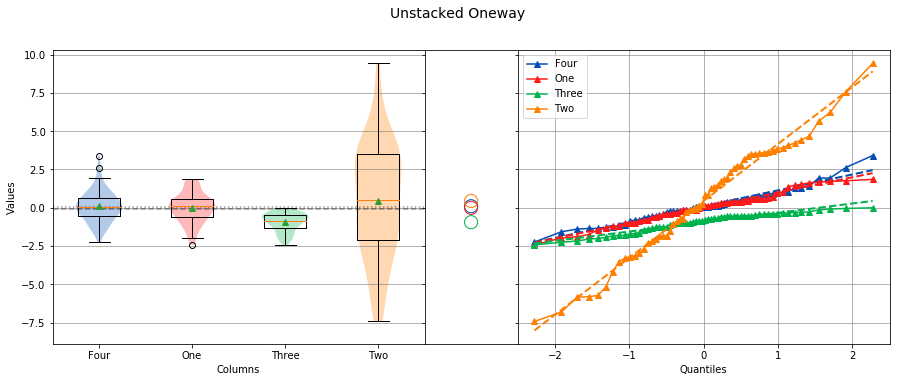 Unstacked Oneway
Values
10.0
7.5
5.0
2.5
0.0
−2.5
−5.0
−7.5
Four One Three Two
Columns
Four
One
Three
Two
−2 −1 0 1 2
Quantiles